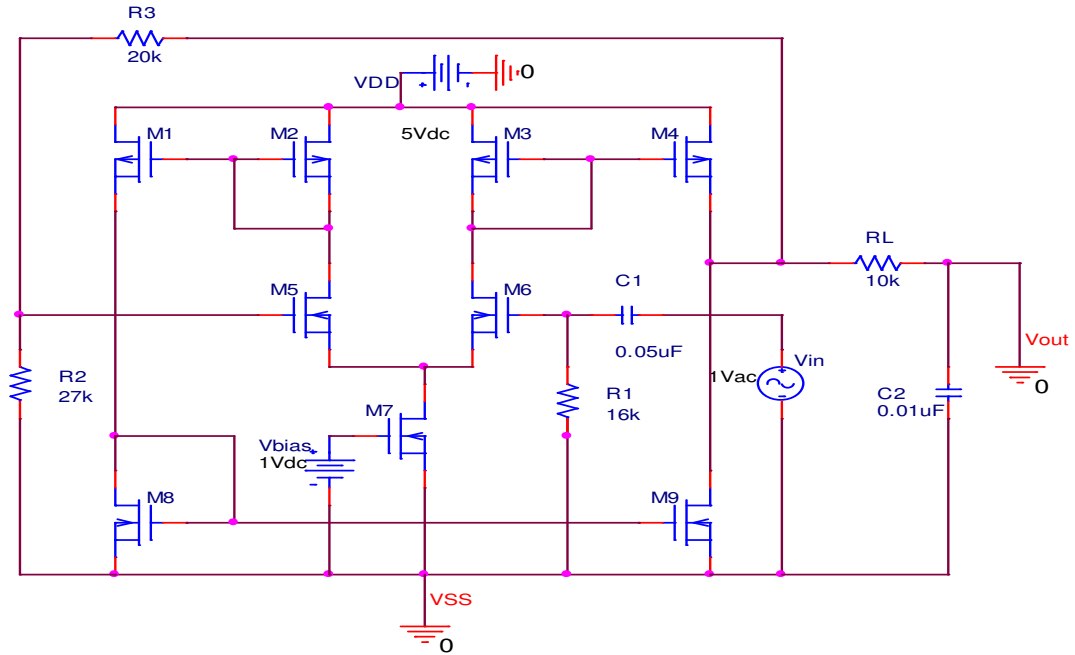 R3
20k
VDD
0
5Vdc
M1
M2
M3
M4
RL
10k
M5
M6
C1
0.05uF
Vout
0
Vin
1Vac
R2
27k
R1
16k
C2
0.01uF
M7
Vbias
1Vdc
M8
M9
VSS
0